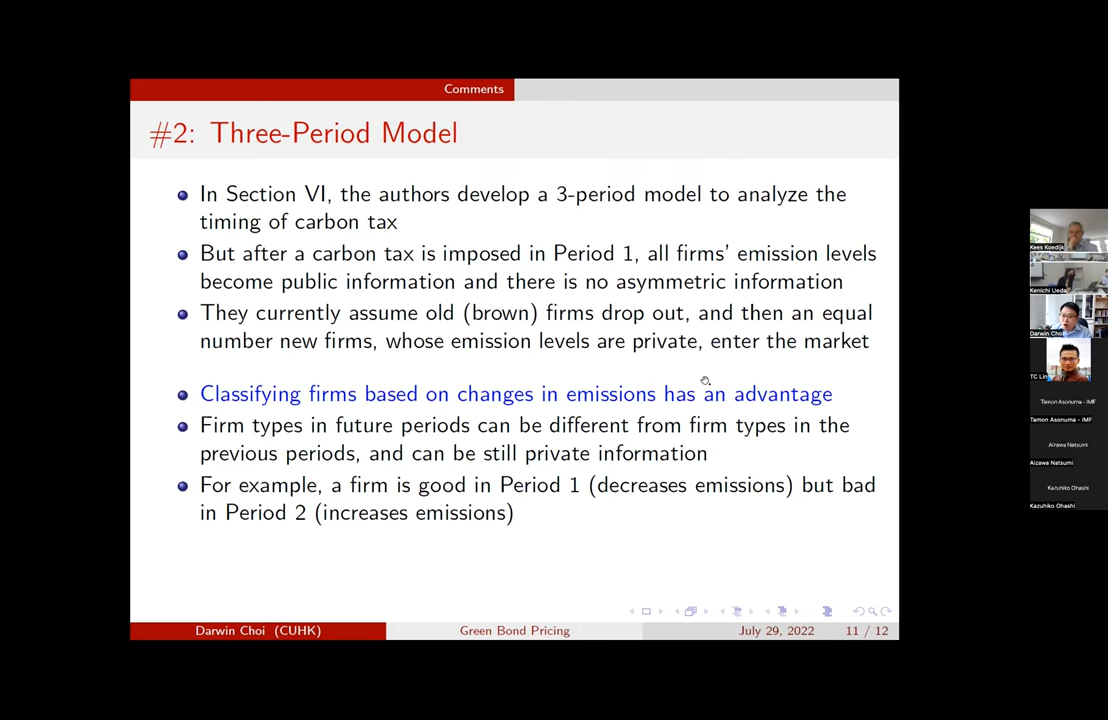 Comments
#2: Three-Period Model
In Section VI, the authors develop a 3-period model to analyze the
timing of carbon tax
But after a carbon tax is imposed in Period 1, all firms' emission levels
become public information and there is no asymmetric information
They currently assume old (brown) firms drop out, and then an equal
number new firms, whose emission levels are private, enter the market
Classifying firms based on changes in emissions has an advantage
Firm types in future periods can be different from firm types in the
previous periods, and can be still private information
For example, a firm is good in Period 1 (decreases emissions) but bad
in Period 2 (increases emissions)
Darwin Choi (CUHK)
Green Bond Pricing
July 29, 2022
11 / 12
Kees Koedijk
Kenichi Ueda
Darwin Choi
TC Lin
Tamon Asonuma - IMF
Tamon Asonuma - IMF
Aizawa Natsumi
Aizawa Natsumi
Kazuhiko Ohashi
Kazuhiko Ohashi